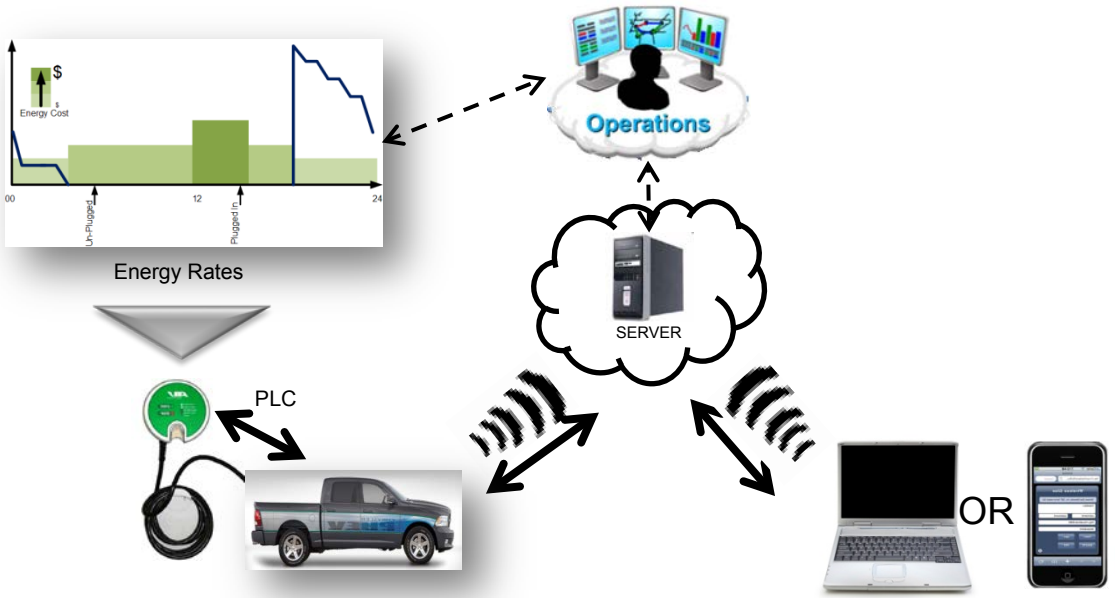 $
$
Energy Cost
00
12
24
Un-Plugged
Plugged In
Energy Rates
Operations
SERVER
PLC
OR